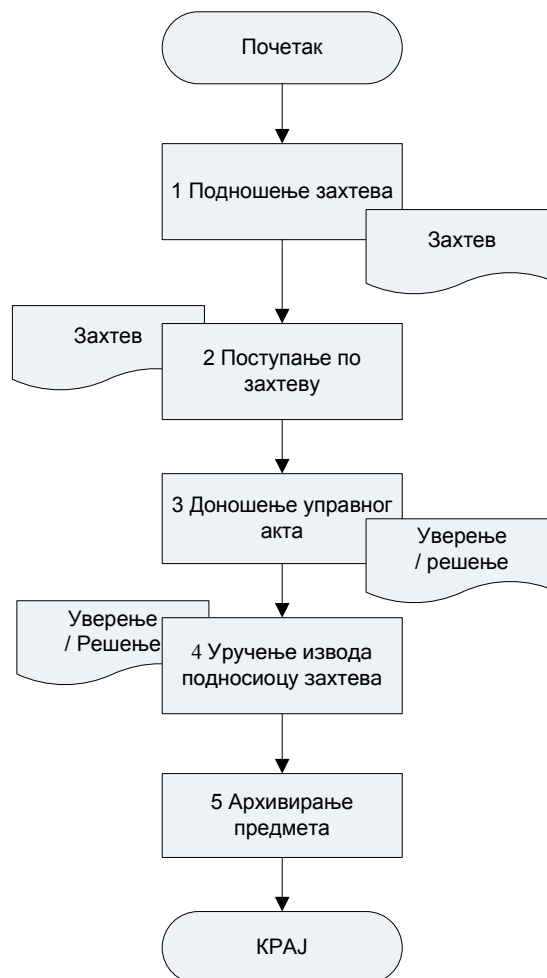 Почетак
1 Подношење захтева
Захтев
Захтев
2 Поступање по
захтеву
3 Доношење управног
акта
Уверење
/ решење
Уверење
/ Решење
4 Уручење извода
подносиоцу захтева
5 Архивирање
предмета
КРАЈ